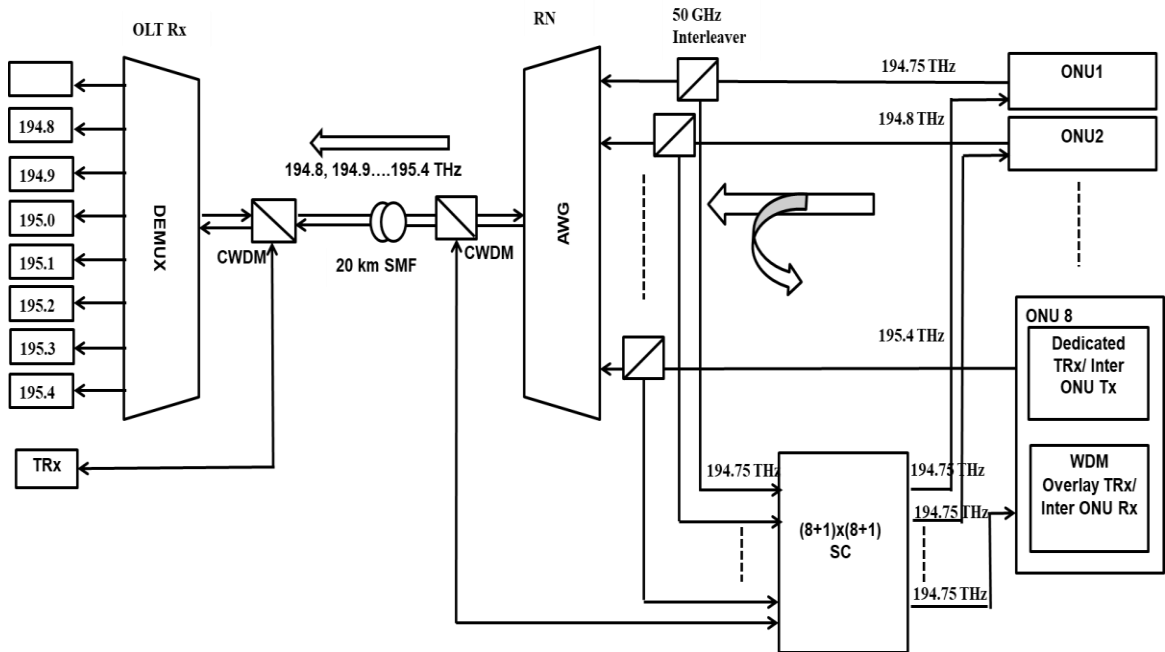 OLT Rx
RN
50 GHz
Interleaver
194.8
194.9
195.0
195.1
195.2
195.3
195.4
TRx
DEMUX
CWDM
194.8, 194.9....195.4 THz
20 km SMF
CWDM
AWG
194.75 THz
194.8 THz
195.4 THz
ONU1
ONU2
ONU 8
Dedicated
TRx/ Inter
ONU Tx
WDM
Overlay TRx/
Inter ONU Rx
194.75 THz
(8+1)x(8+1)
SC
194.75 THz
194.75 THz
194.75 THz